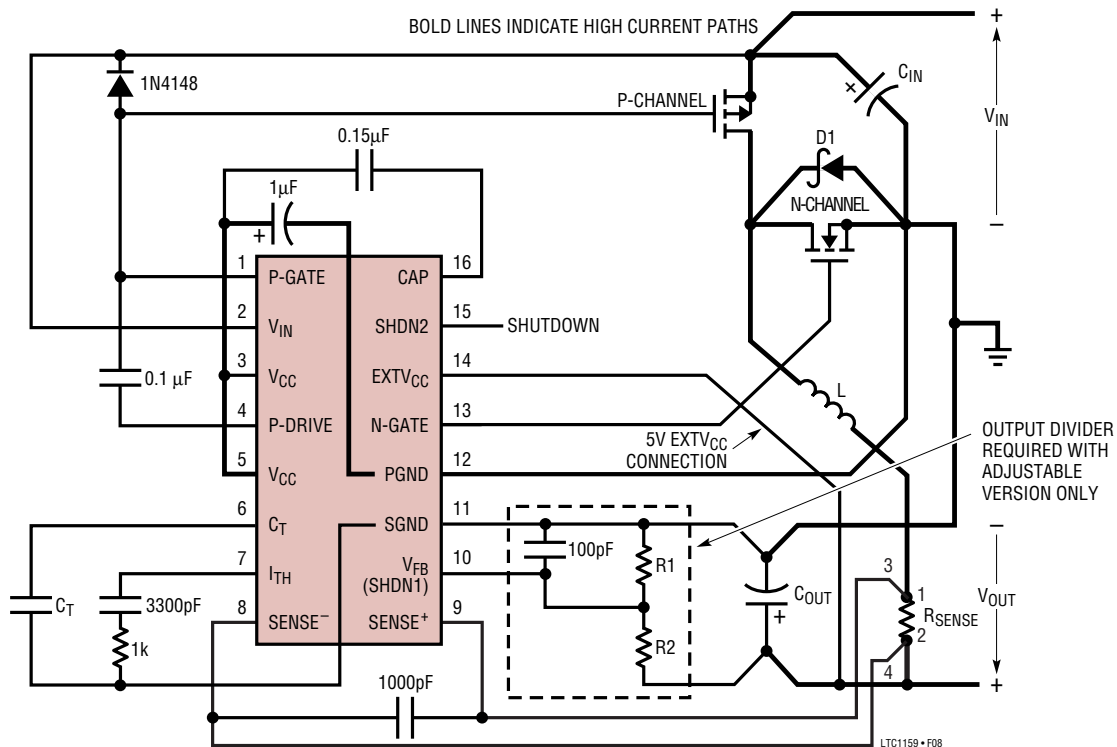 BOLD LINES INDICATE HIGH CURRENT PATHS
+
1N4148
P-CHANNEL
+
C_IN
V_IN
0.15µF
D1
1µF
N-CHANNEL
+
−
1
P-GATE
CAP
16
2
V_IN
SHDN2
15
SHUTDOWN
3
V_CC
EXTV_CC
14
0.1 µF
4
P-DRIVE
N-GATE
13
L
5V EXTV_CC
CONNECTION
OUTPUT DIVIDER
REQUIRED WITH
ADJUSTABLE
VERSION ONLY
5
V_CC
PGND
12
6
C_T
SGND
11
−
100pF
R1
7
I_TH
V_FB
(SHDN1)
10
3
C_T
3300pF
C_OUT
1
V_OUT
8
SENSE⁻
SENSE⁺
9
+
R_SENSE
1k
R2
2
4
+
1000pF
LTC1159 • F08